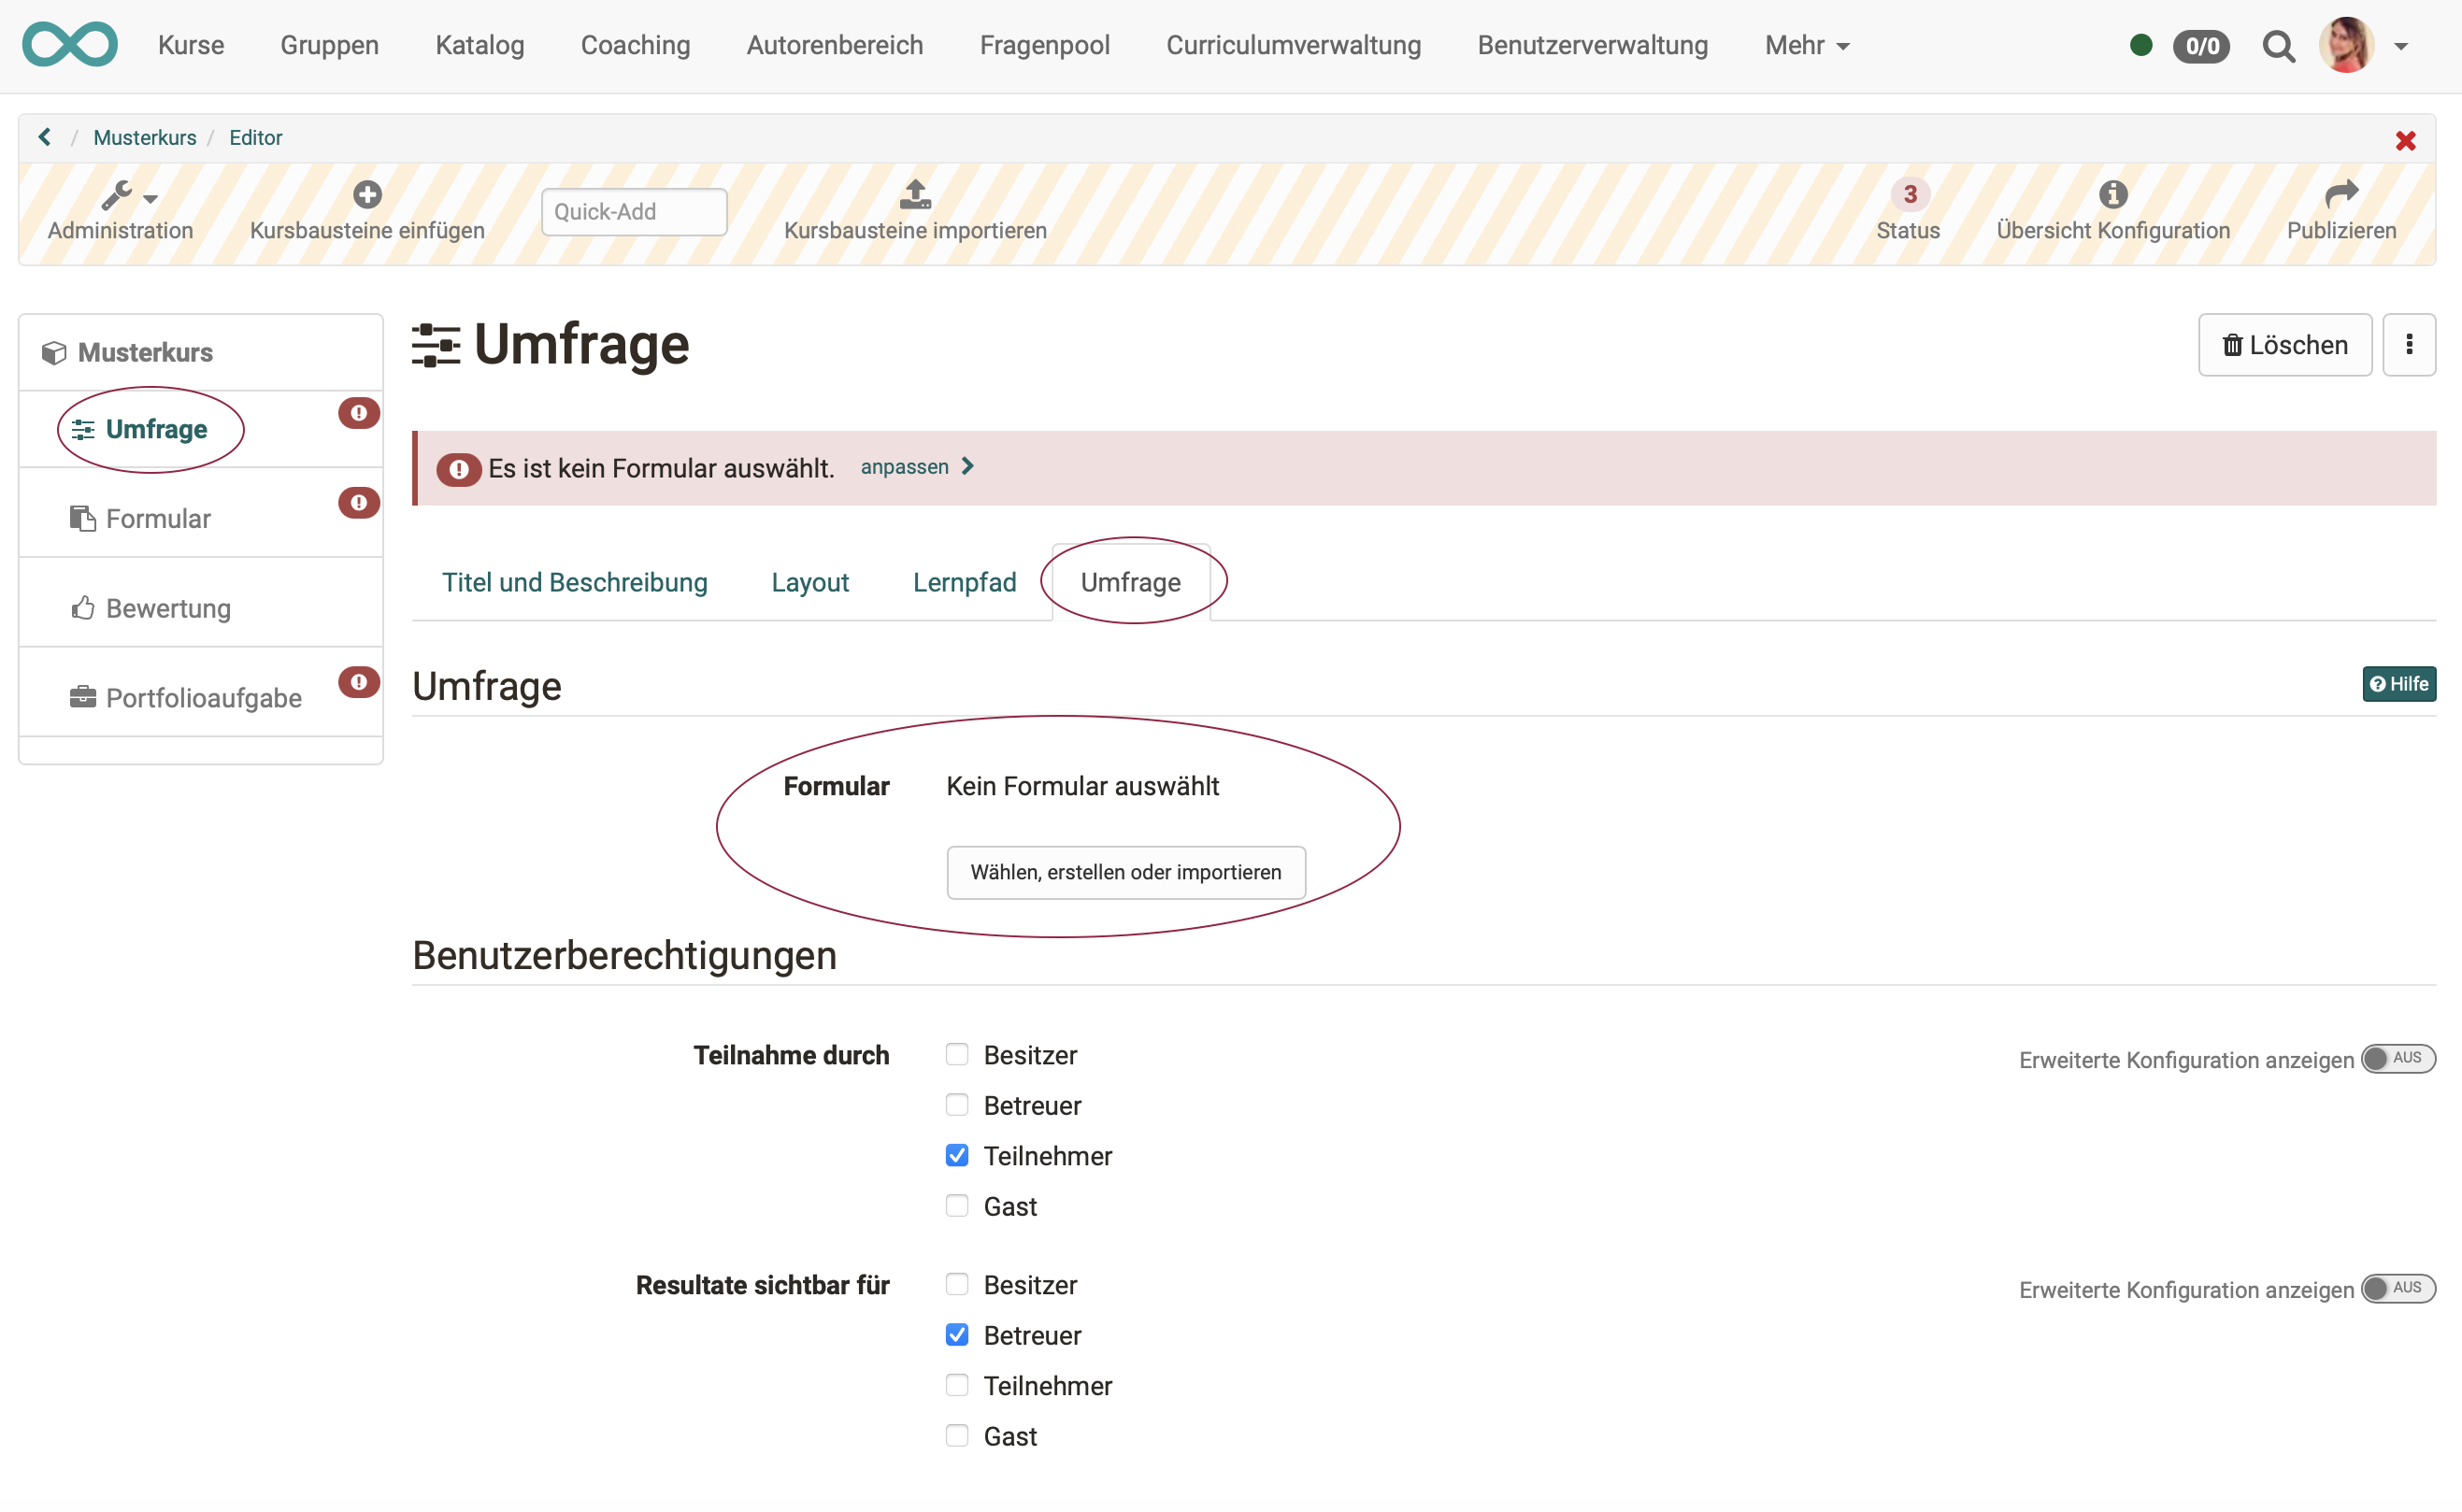 Kurse Gruppen Katalog Coaching Autorenbereich Fragenpool Curriculumverwaltung Benutzerverwaltung Mehr 0/0
/ Musterkurs / Editor
Administration Kursbausteine einfügen Quick-Add Kursbausteine importieren 3 Status Übersicht Konfiguration Publizieren
Musterkurs
Umfrage
Formular
Bewertung
Portfolioaufgabe
Umfrage
Löschen
Es ist kein Formular auswählt. anpassen
Titel und Beschreibung Layout Lernpfad Umfrage
Umfrage
Hilfe
Formular Kein Formular auswählt
Wählen, erstellen oder importieren
Benutzerberechtigungen
Teilnahme durch Besitzer Erweiterte Konfiguration anzeigen AUS
Betreuer
Teilnehmer
Gast
Resultate sichtbar für Besitzer Erweiterte Konfiguration anzeigen AUS
Betreuer
Teilnehmer
Gast